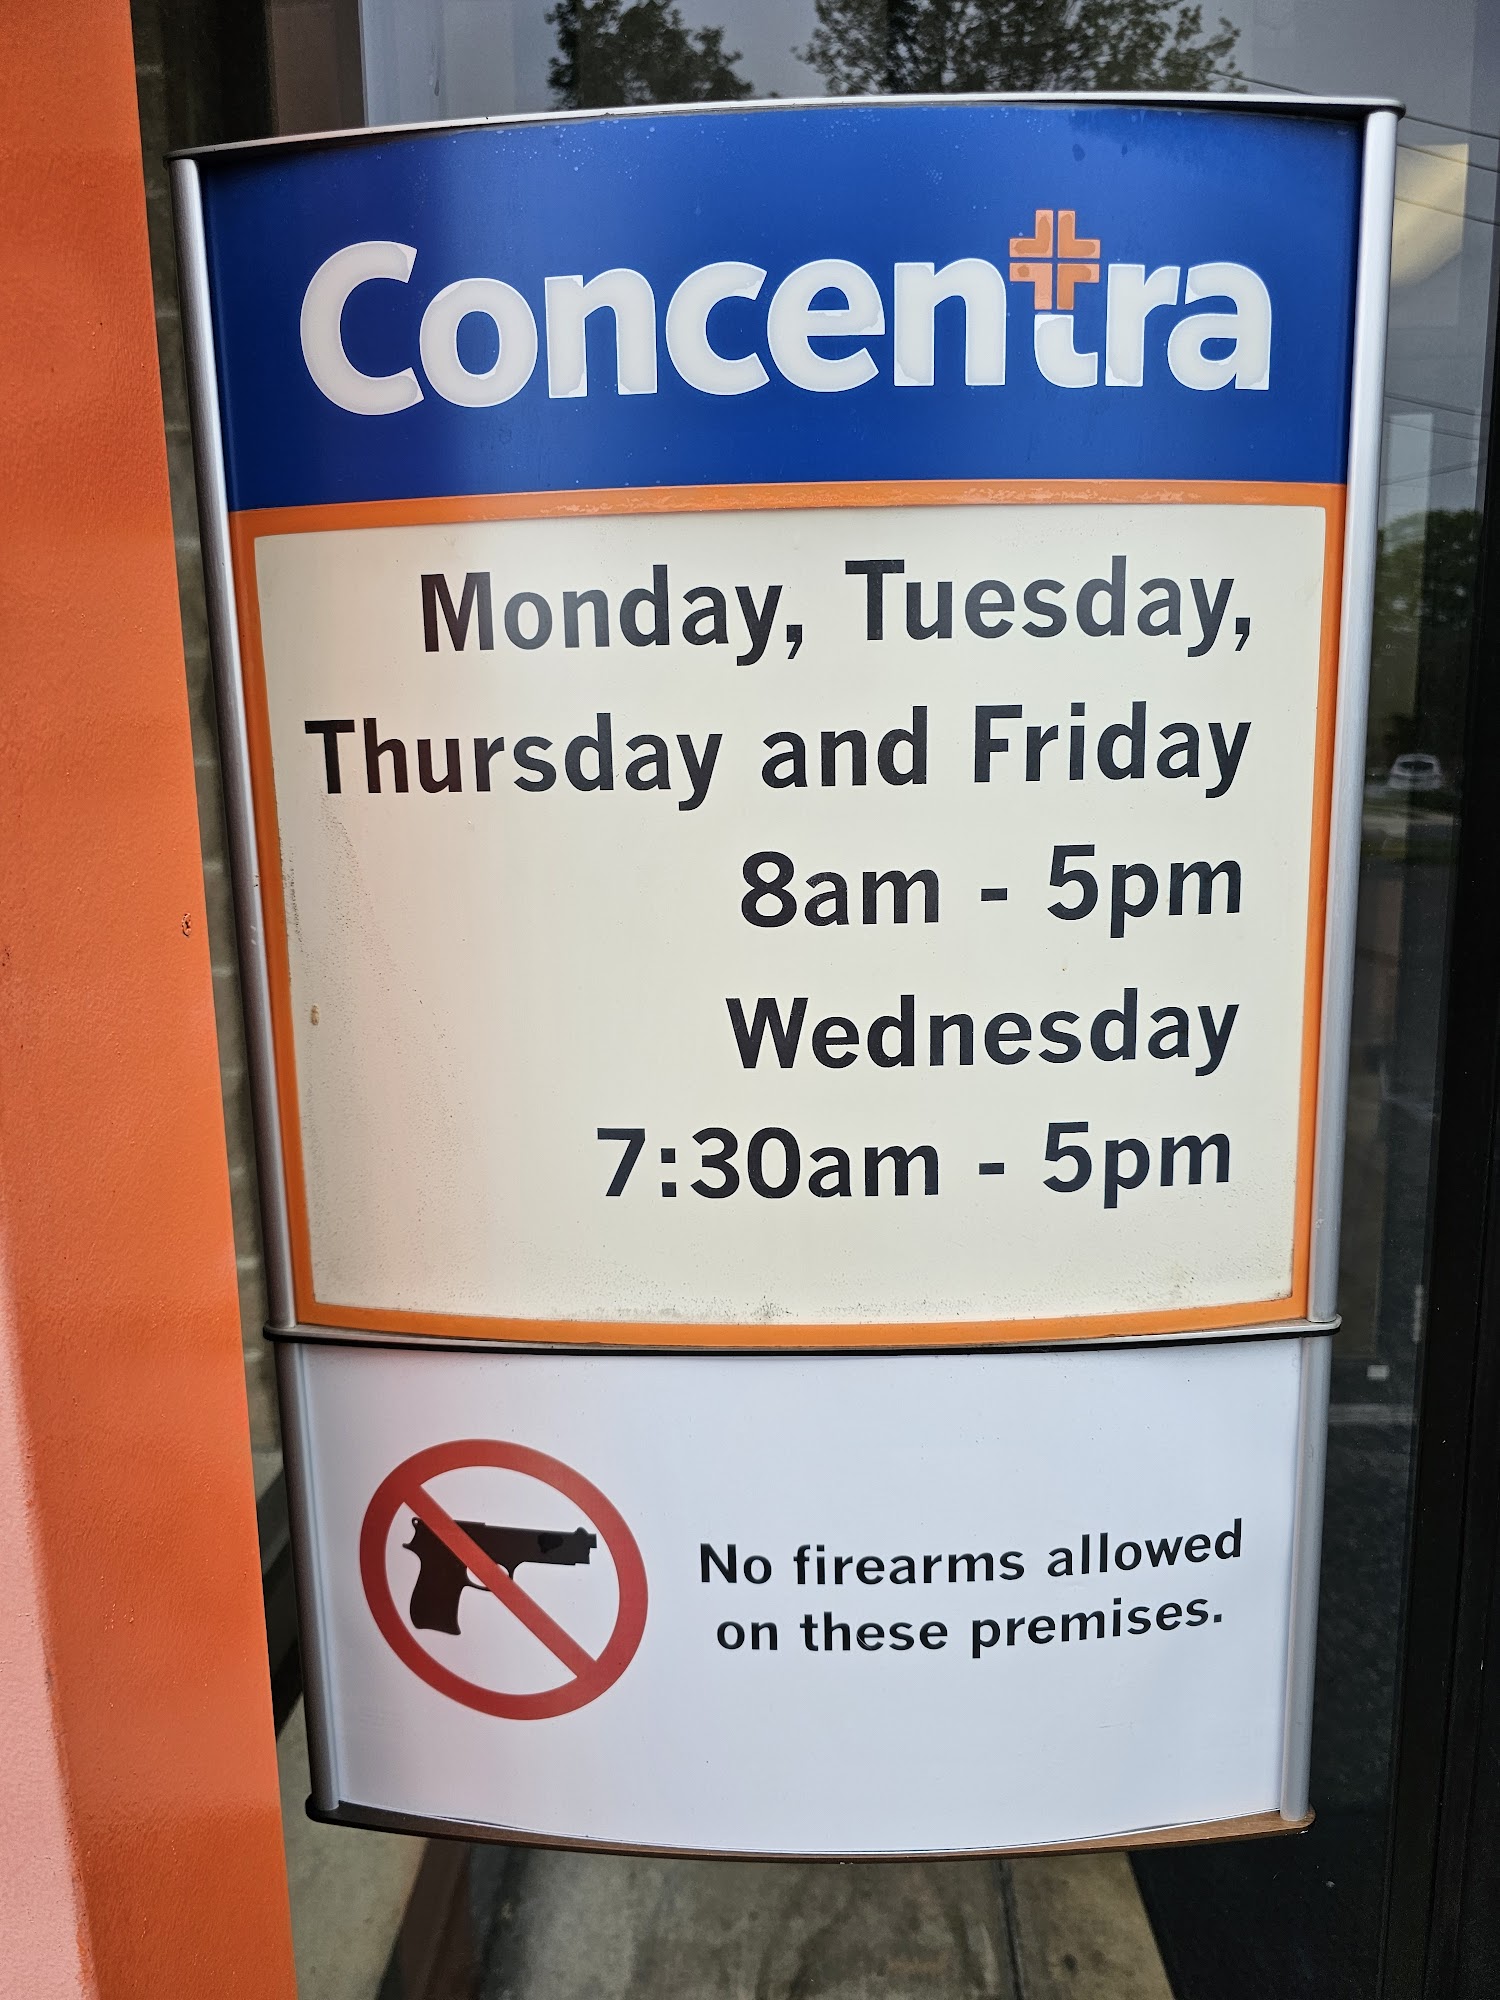 Concentra
Monday, Tuesday,
Thursday and Friday
8am - 5pm
Wednesday
7:30am - 5pm
No firearms allowed
on these premises.